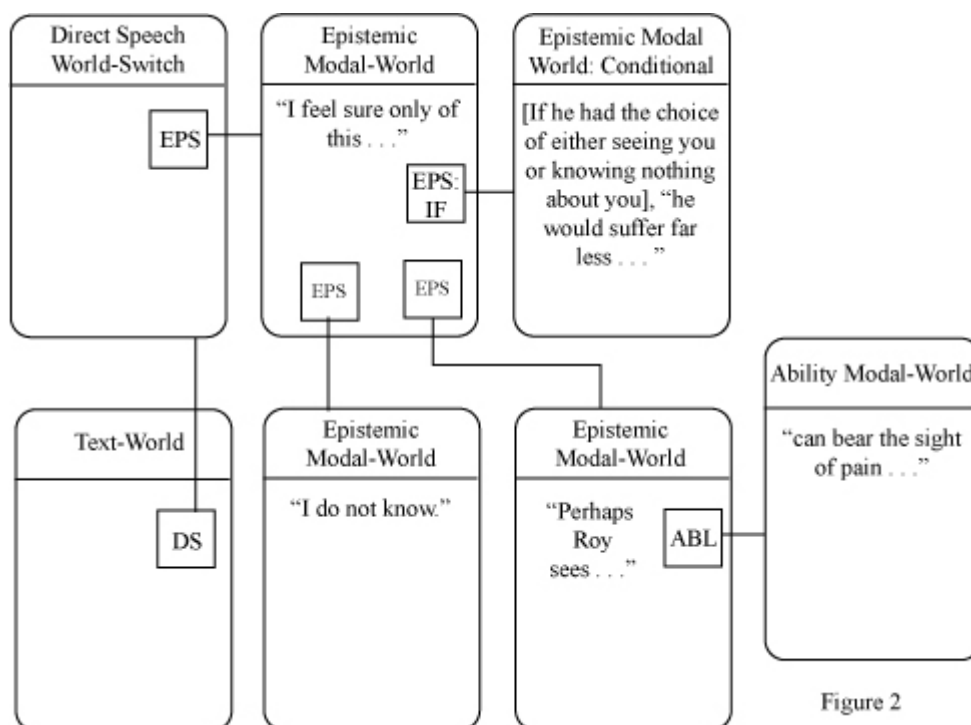 Direct Speech
World-Switch
EPS
Epistemic
Modal-World
“I feel sure only of
this . . .”
EPS:
IF
EPS
EPS
Epistemic Modal
World: Conditional
[If he had the choice
of either seeing you
or knowing nothing
about you], “he
would suffer far
less . . . ”
Text-World
DS
Epistemic
Modal-World
“I do not know.”
Epistemic
Modal-World
“Perhaps
Roy
sees . . .”
ABL
Ability Modal-World
“can bear the sight
of pain . . .”
Figure 2